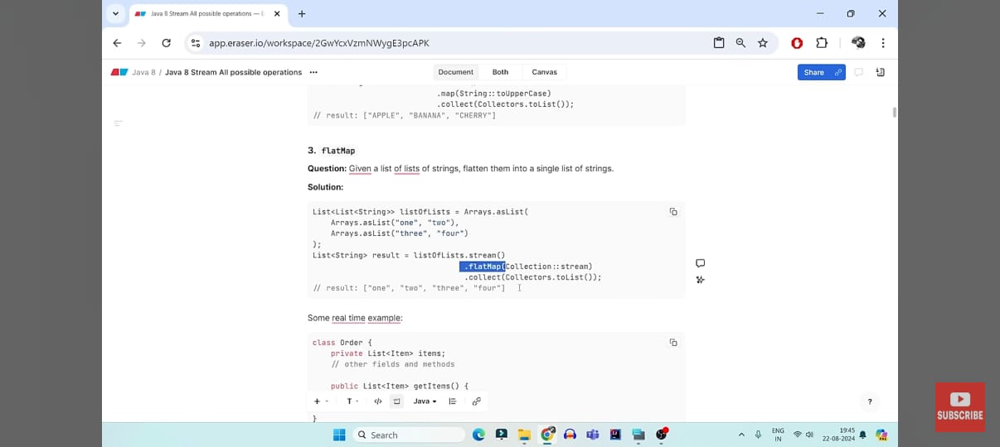 Java 8 Stream All possible operations — E
app.eraser.io/workspace/2GwYcxVzmNWygE3pcAPK
Java 8 / Java 8 Stream All possible operations
Document Both Canvas
Share
.map(String::toUpperCase)
.collect(Collectors.toList());
// result: ["APPLE", "BANANA", "CHERRY"]
3. flatMap
Question: Given a list of lists of strings, flatten them into a single list of strings.
Solution:
List<List<String>> listOfLists = Arrays.asList(
Arrays.asList("one", "two"),
Arrays.asList("three", "four")
);
List<String> result = listOfLists.stream()
.flatMap(Collection::stream)
.collect(Collectors.toList());
// result: ["one", "two", "three", "four"]
Some real time example:
class Order {
private List<Item> items;
// other fields and methods
public List<Item> getItems() {
T Java
}
?
SUBSCRIBE
Search
ENG
IN
19:45
22-08-2024